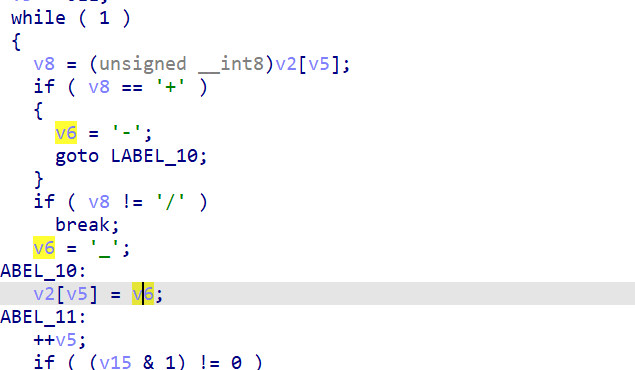 while ( 1 )
{
v8 = (unsigned __int8)v2[v5];
if ( v8 == '+' )
{
v6 = '-';
goto LABEL_10;
}
if ( v8 != '/' )
break;
v6 = '_';
ABEL_10:
v2[v5] = v6;
ABEL_11:
++v5;
if ( (v15 & 1) != 0 )